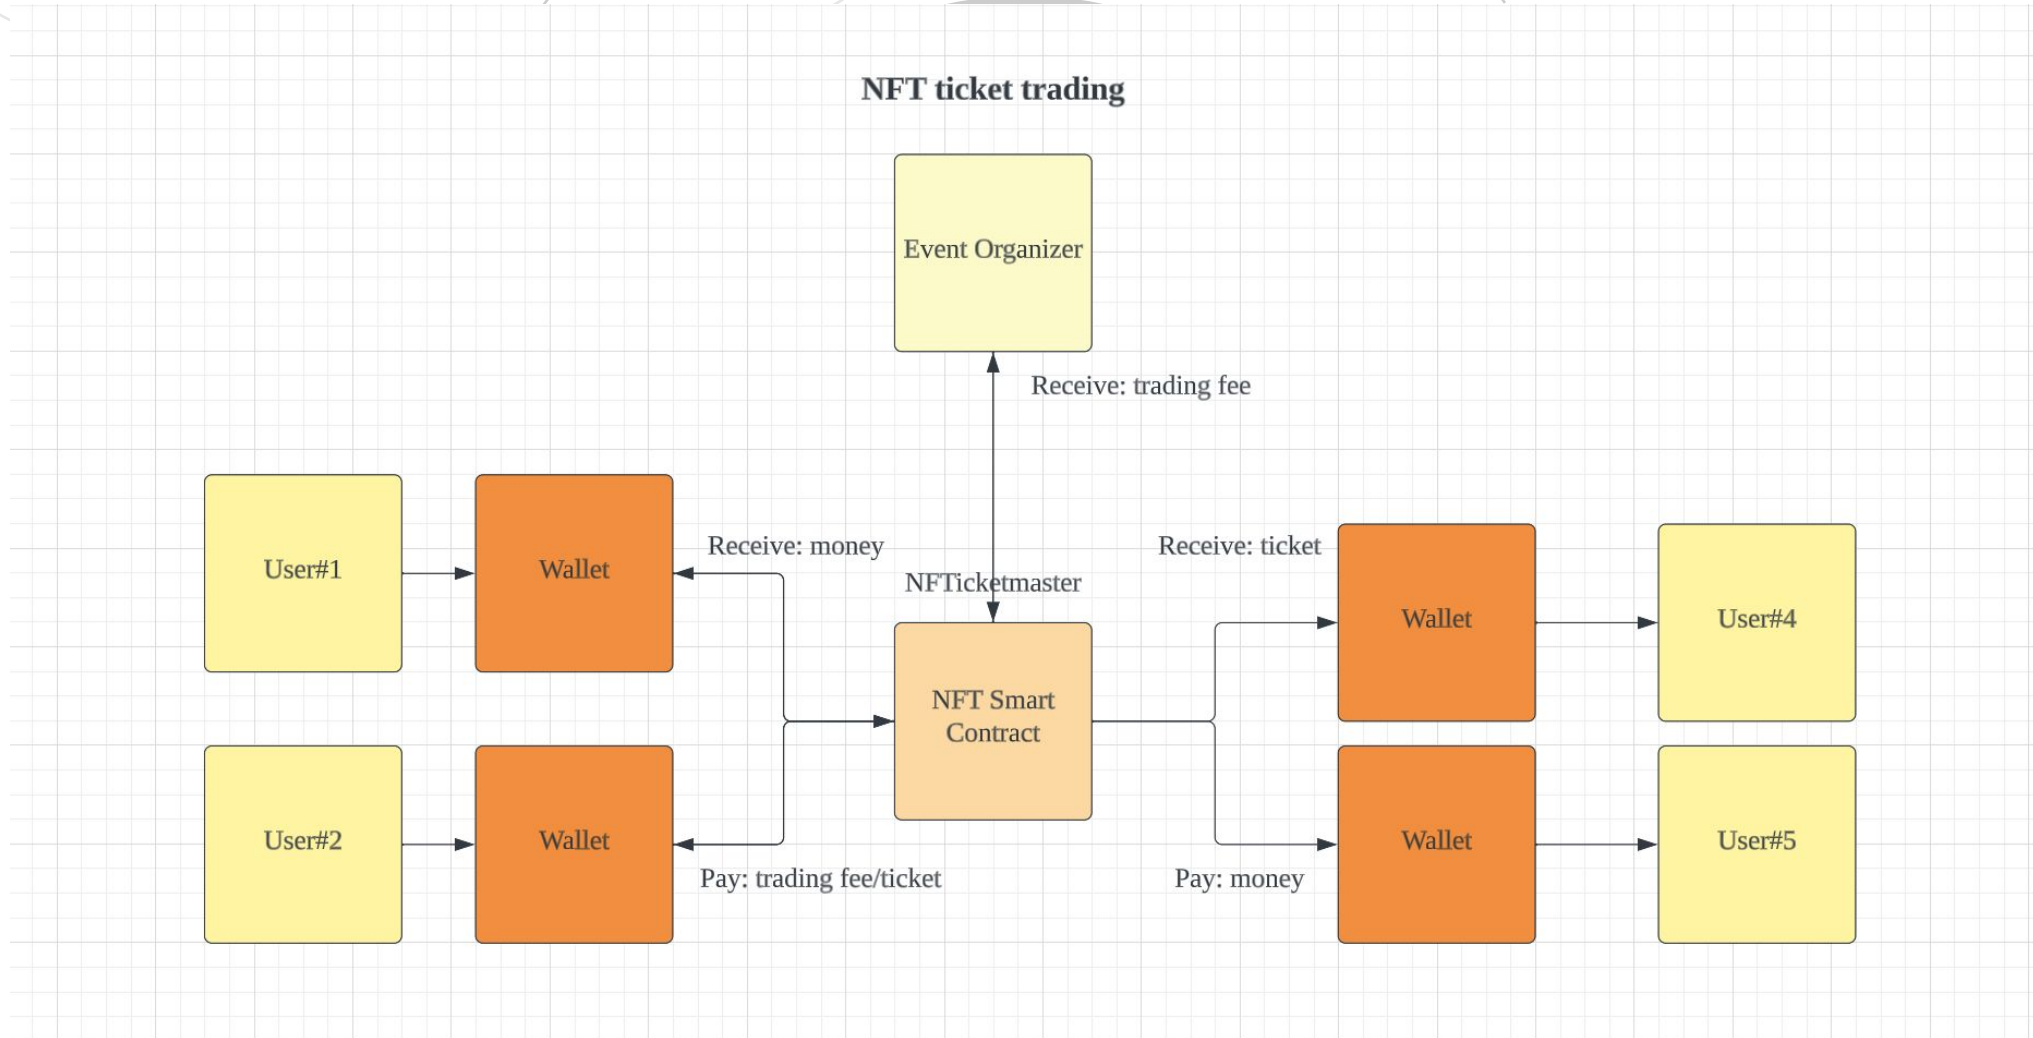 NFT ticket trading
Event Organizer
Receive: trading fee
User#1
Wallet
Receive: money
NFTicketmaster
Receive: ticket
Wallet
User#4
NFT Smart
Contract
User#2
Wallet
Pay: trading fee/ticket
Pay: money
Wallet
User#5